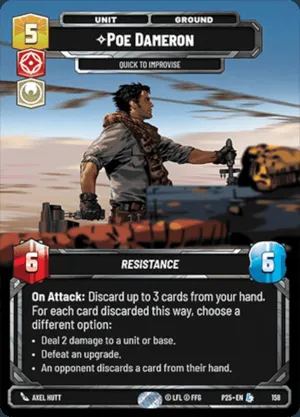 UNIT GROUND
5
✧POE DAMERON
QUICK TO IMPROVISE
6 RESISTANCE 6
On Attack: Discard up to 3 cards from your hand.
For each card discarded this way, choose a
different option:
• Deal 2 damage to a unit or base.
• Defeat an upgrade.
• An opponent discards a card from their hand.
AXEL HUTT © LFL © FFG P25•EN L 158